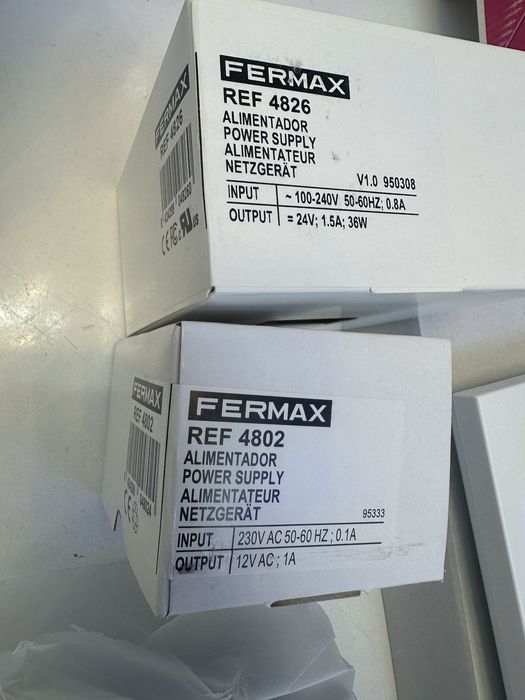 FERMAX
REF 4826
ALIMENTADOR
POWER SUPPLY
ALIMENTATEUR
NETZGERÄT
V1.0 950308
INPUT ~ 100-240V 50-60HZ; 0.8A
OUTPUT = 24V; 1.5A; 36W
FERMAX
REF 4826
FERMAX
REF 4802
ALIMENTADOR
POWER SUPPLY
ALIMENTATEUR
NETZGERÄT
95333
INPUT 230V AC 50-60 HZ ; 0.1A
OUTPUT 12V AC ; 1A
FERMAX
REF 4802